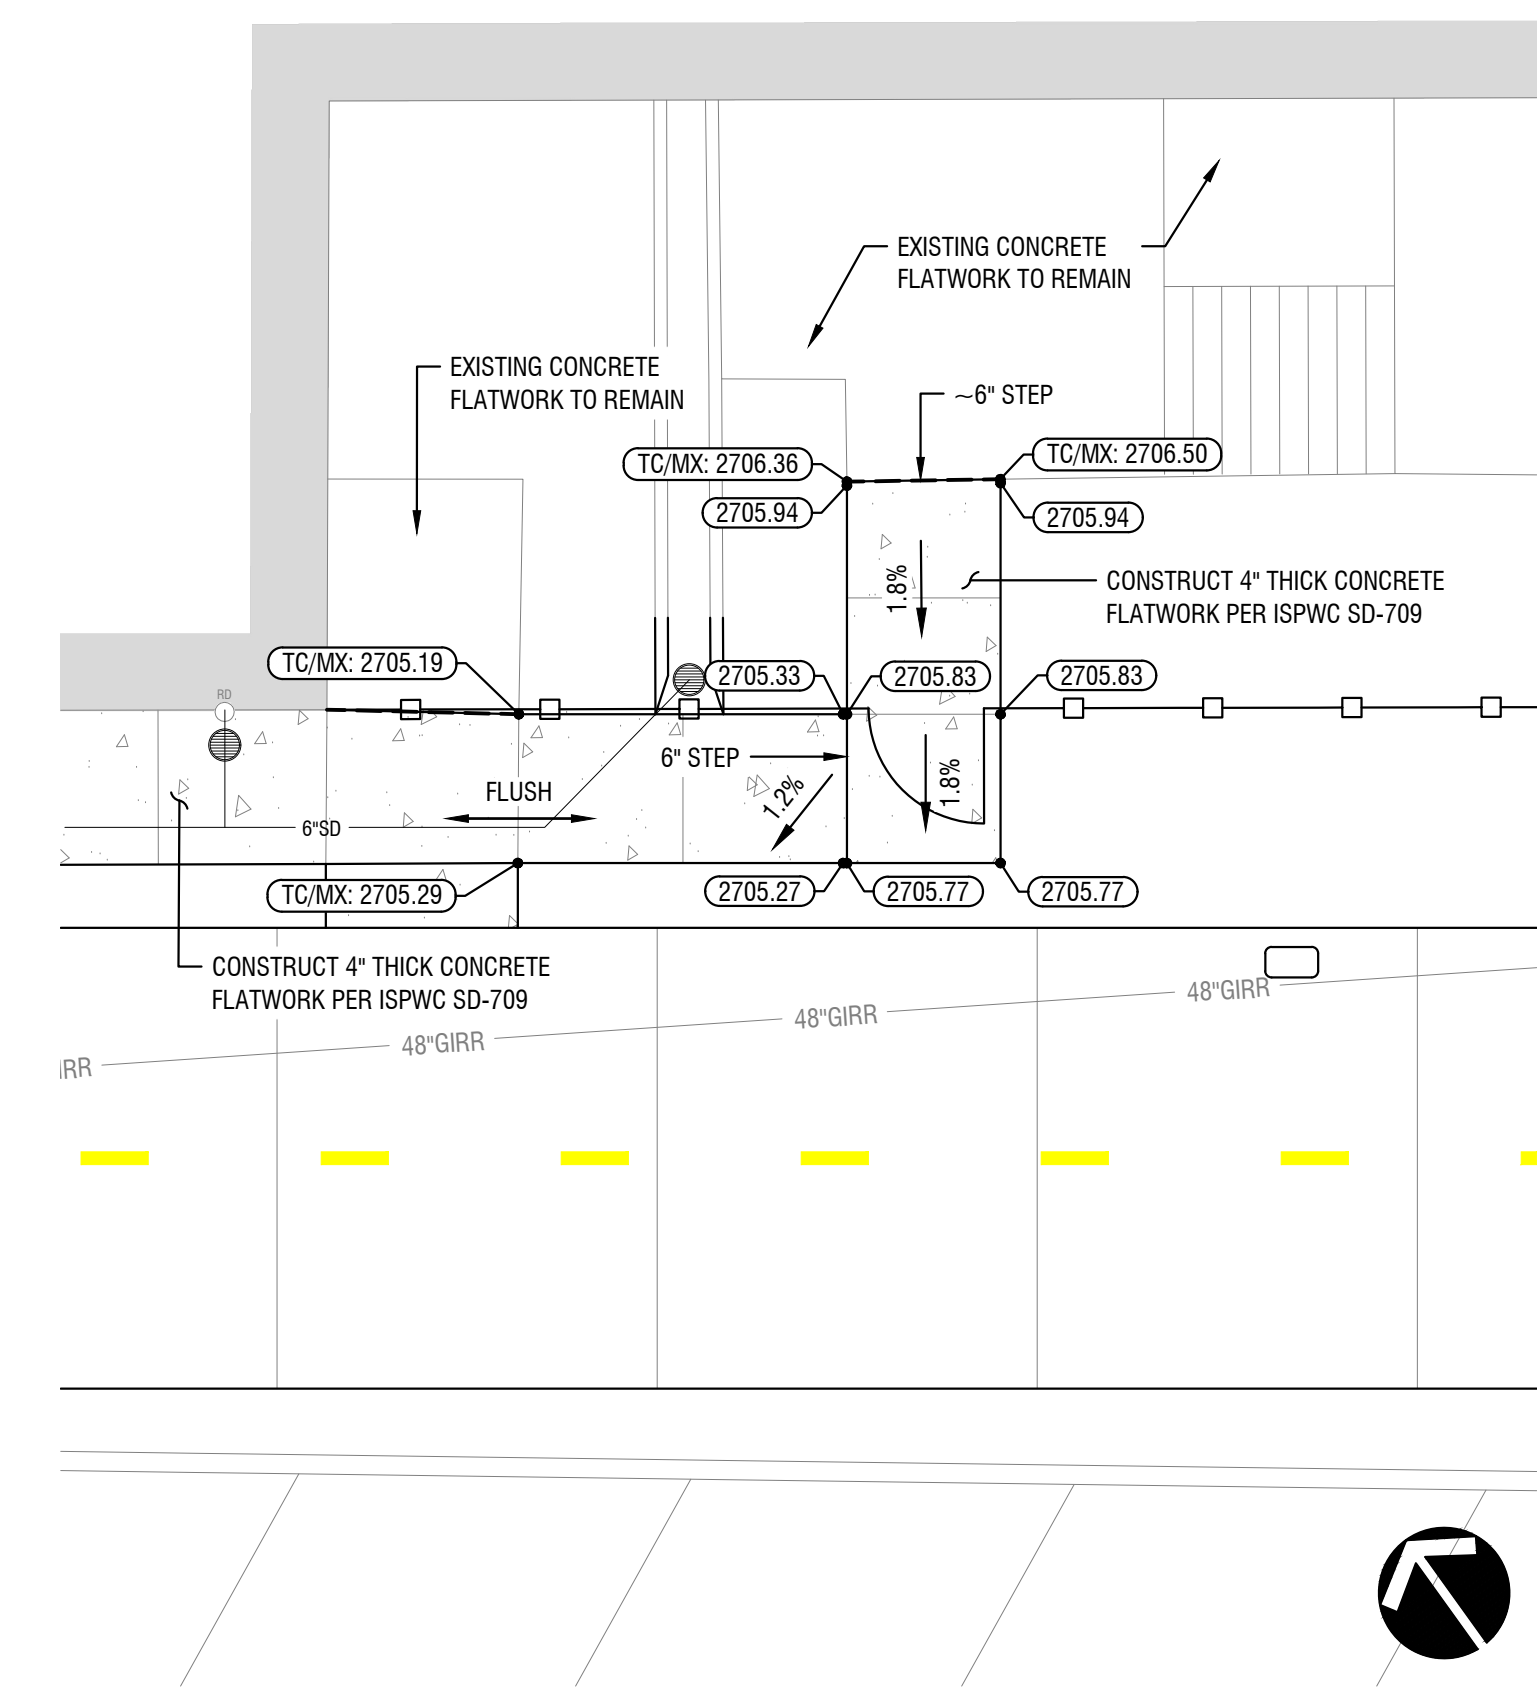 EXISTING CONCRETE
FLATWORK TO REMAIN
EXISTING CONCRETE
FLATWORK TO REMAIN
~6" STEP
TC/MX: 2706.36
TC/MX: 2706.50
2705.94
2705.94
1.8%
CONSTRUCT 4" THICK CONCRETE
FLATWORK PER ISPWC SD-709
TC/MX: 2705.19
2705.33
2705.83
2705.83
RD
6" STEP
1.2%
1.8%
FLUSH
6"SD
TC/MX: 2705.29
2705.27
2705.77
2705.77
CONSTRUCT 4" THICK CONCRETE
FLATWORK PER ISPWC SD-709
48"GIRR
48"GIRR
48"GIRR
IRR